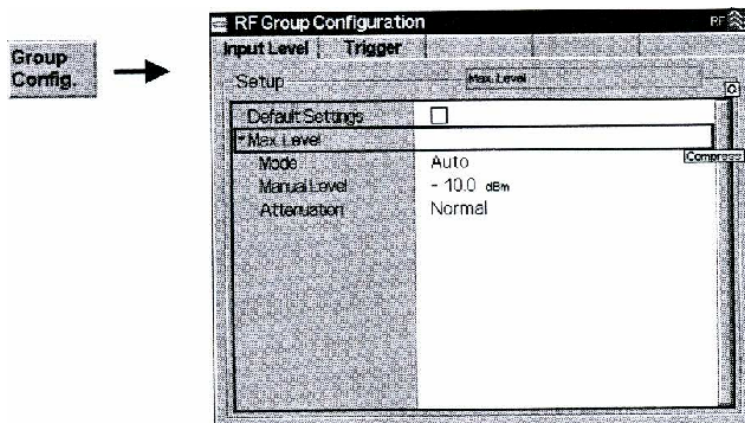 Group
Config.
RF Group Configuration RF
Input Level Trigger
Setup Max. Level
Default Settings
Max. Level
Compress
Mode Auto
Manual Level - 10.0 dBm
Attenuation Normal